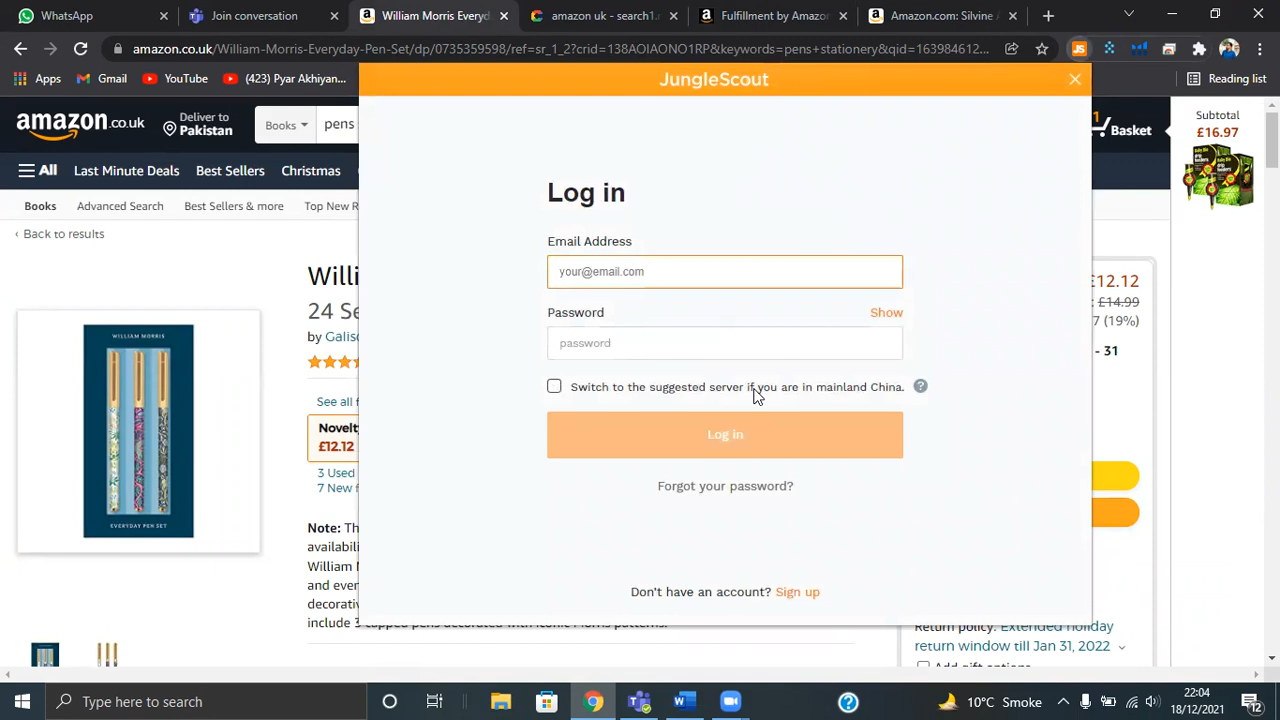 WhatsApp
Join conversation
William Morris Everyd
amazon uk - search1.r
Fulfillment by Amazon
Amazon.com: Silvine A
amazon.co.uk/William-Morris-Everyday-Pen-Set/dp/0735359598/ref=sr_1_2?crid=138AOIAONO1RP&keywords=pens+stationery&qid=163984612...
Apps
Gmail
YouTube
(423) Pyar Akhiyan...
Reading list
JungleScout
amazon.co.uk
Deliver to
Pakistan
Books
pens
1
Basket
Subtotal
£16.97
All
Last Minute Deals
Best Sellers
Christmas
Books
Advanced Search
Best Sellers & more
Top New R
‹ Back to results
Log in
Email Address
your@email.com
Password
Show
password
Switch to the suggested server if you are in mainland China.
?
Log in
Forgot your password?
Don't have an account? Sign up
Willi
24 Se
by Galis
See all f
Novelt
£12.12
3 Used
7 New f
Note: Th
availabili
William M
and ever
decorativ
include 3 capped pens decorated with iconic Morris patterns.
WILLIAM MORRIS
EVERYDAY PEN SET
£12.12
£14.99
7 (19%)
- 31
Return policy: Extended holiday
return window till Jan 31, 2022
Add gift options
Type here to search
10°C Smoke
22:04
18/12/2021
12